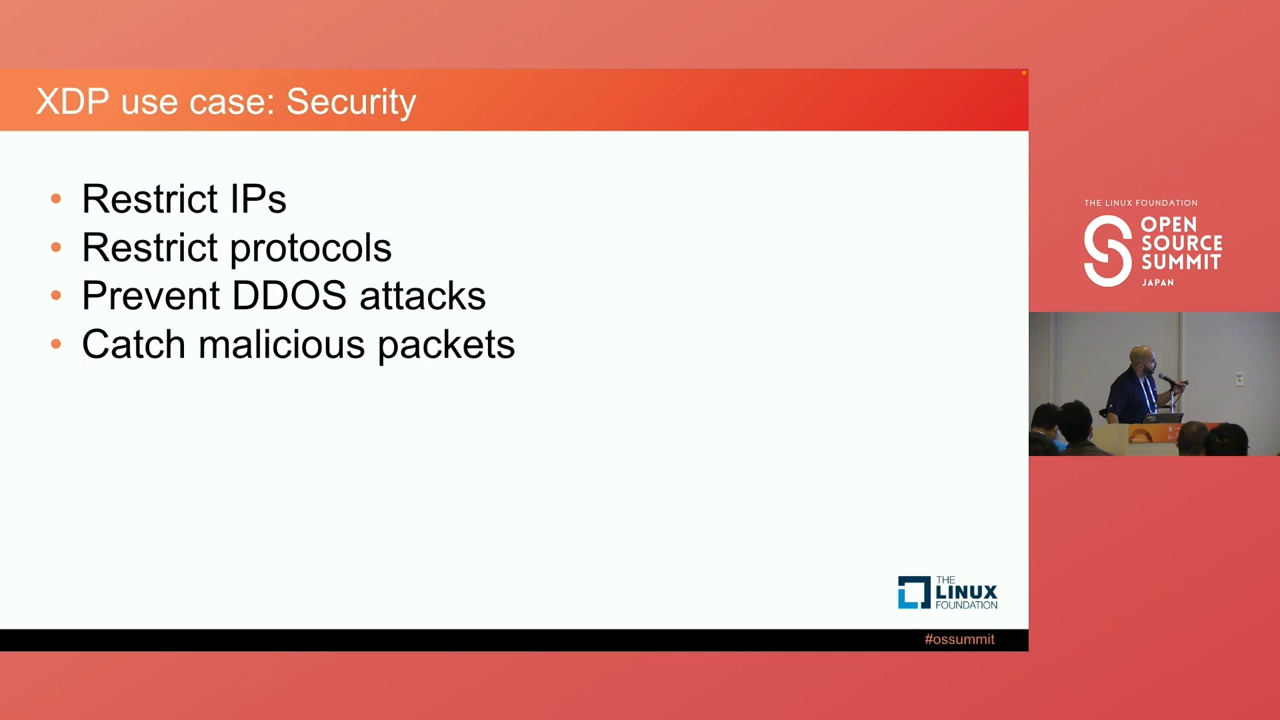 XDP use case: Security
• Restrict IPs
• Restrict protocols
• Prevent DDOS attacks
• Catch malicious packets
THE
LINUX
FOUNDATION
#ossummit
THE LINUX FOUNDATION
OPEN
SOURCE
SUMMIT
JAPAN